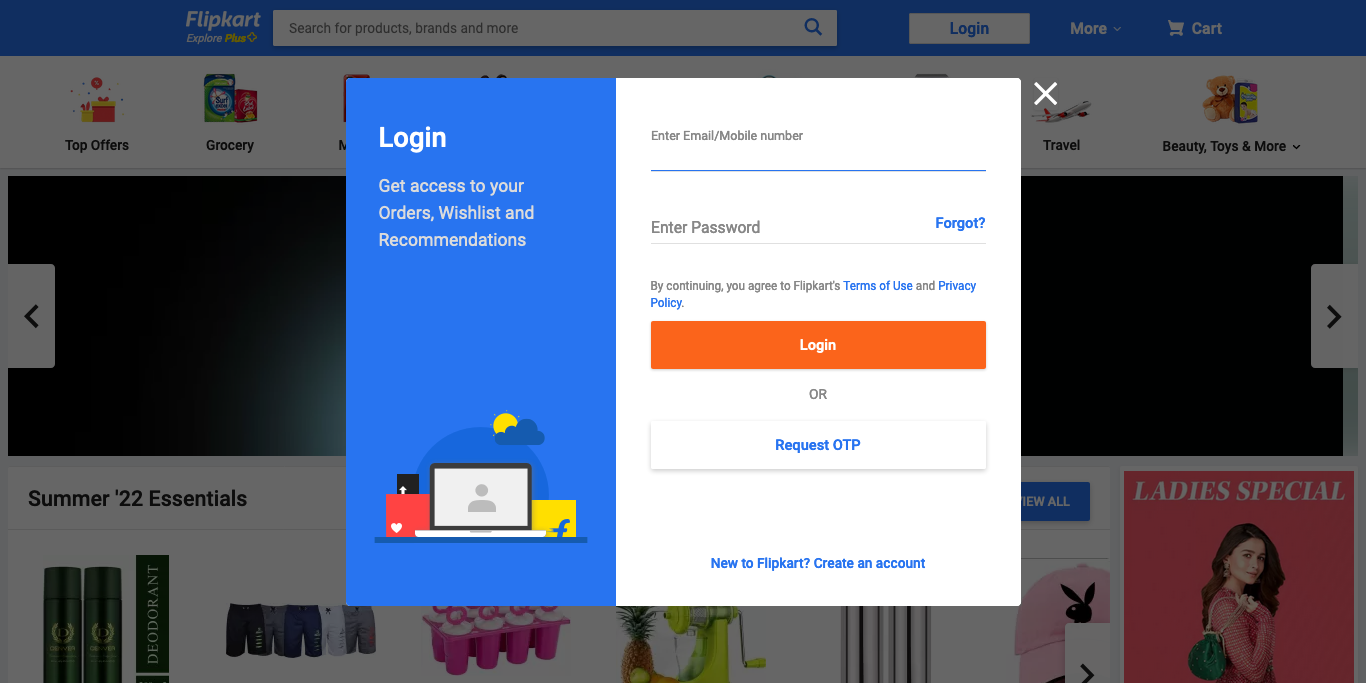 Flipkart
Explore Plus
Search for products, brands and more
Login
More
Cart
Top Offers
Grocery
Travel
Beauty, Toys & More
Login
Get access to your
Orders, Wishlist and
Recommendations
Enter Email/Mobile number
Enter Password
Forgot?
By continuing, you agree to Flipkart's Terms of Use and Privacy
Policy.
Login
OR
Request OTP
New to Flipkart? Create an account
Summer '22 Essentials
VIEW ALL
LADIES SPECIAL
DEODORANT
DENVER
DENVER